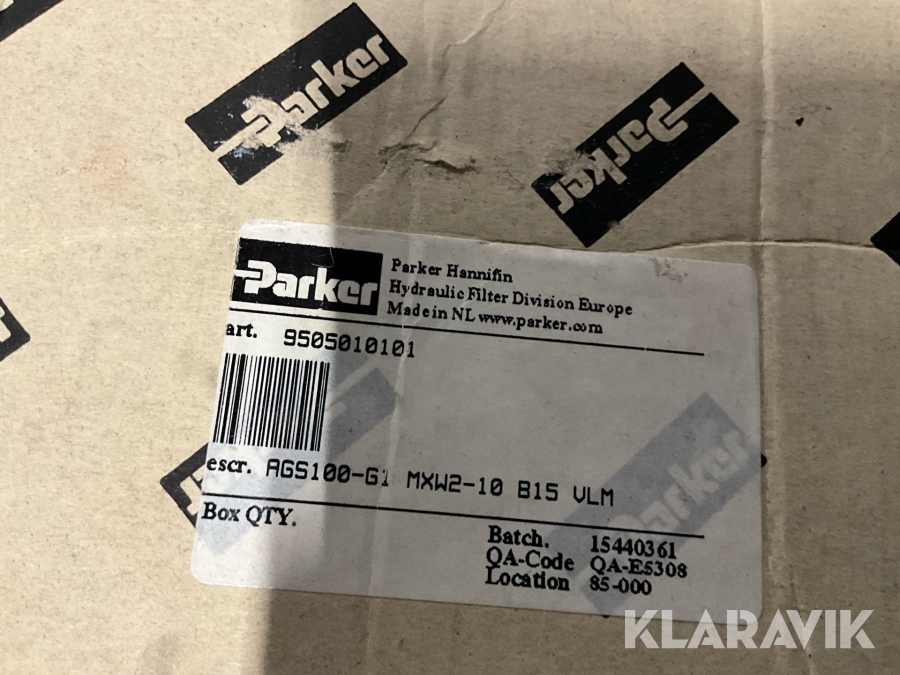 Parker
Parker
Parker
Parker Hannifin
Hydraulic Filter Division Europe
Made in NL www.parker.com
art. 9505010101
escr. AGS100-G1 MXW2-10 B15 VLM
Parker
Box QTY.
Batch. 15440361
QA-Code QA-E5308
Location 85-000
KLARAVIK